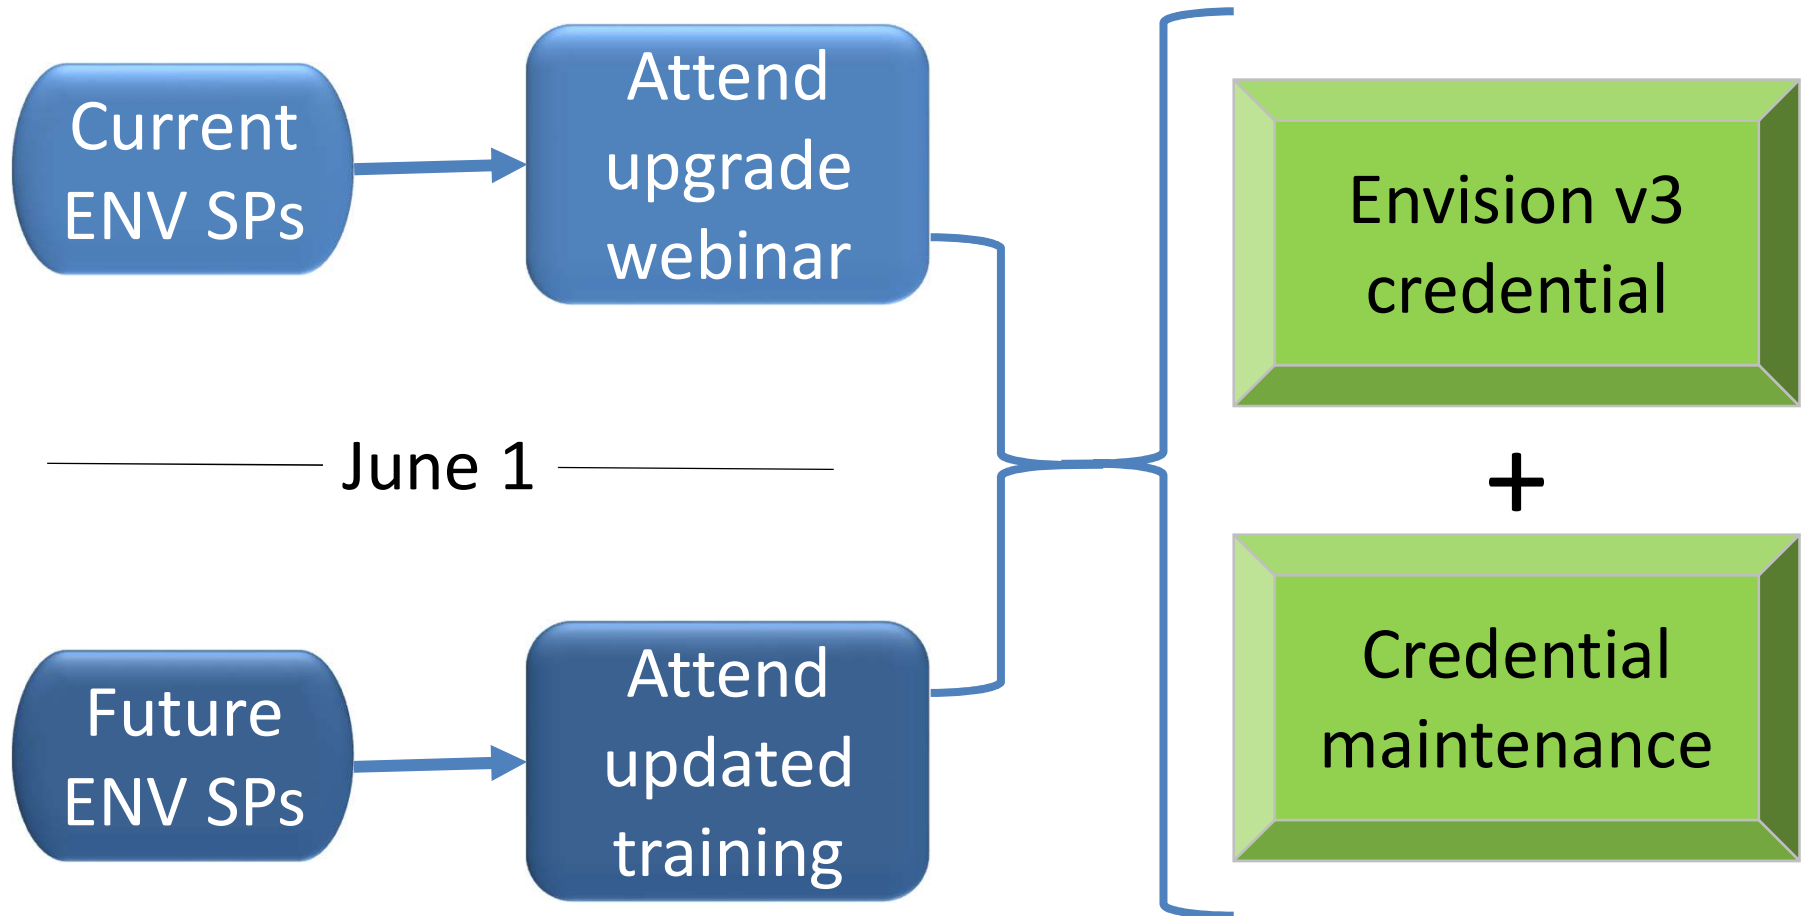 Current
ENV SPs
Attend
upgrade
webinar
June 1
Future
ENV SPs
Attend
updated
training
Envision v3
credential
+
Credential
maintenance